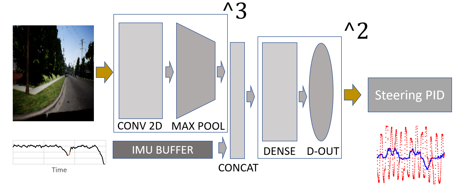 ^3
^2
CONV 2D
MAX POOL
IMU BUFFER
CONCAT
DENSE
D-OUT
Steering PID
Time